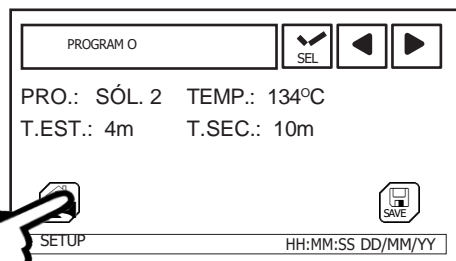 PROGRAM O
SEL
PRO.: SÓL. 2 TEMP.: 134ºC
T.EST.: 4m T.SEC.: 10m
SAVE
SETUP HH:MM:SS DD/MM/YY